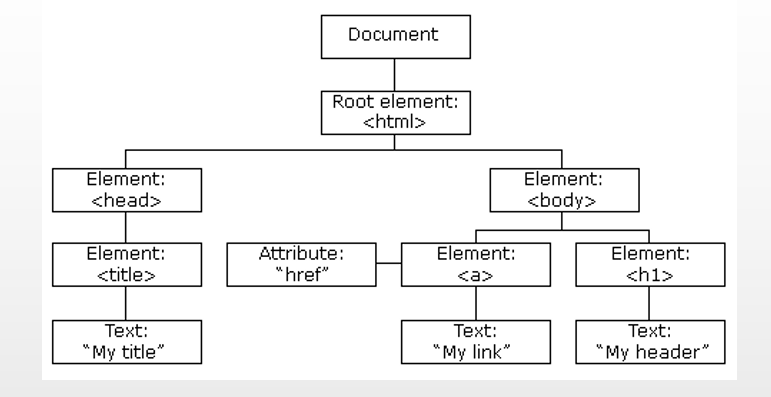 Document
Root element:
<html>
Element:
<head>
Element:
<body>
Element:
<title>
Attribute:
“href”
Element:
<a>
Element:
<h1>
Text:
“My title”
Text:
“My link”
Text:
“My header”